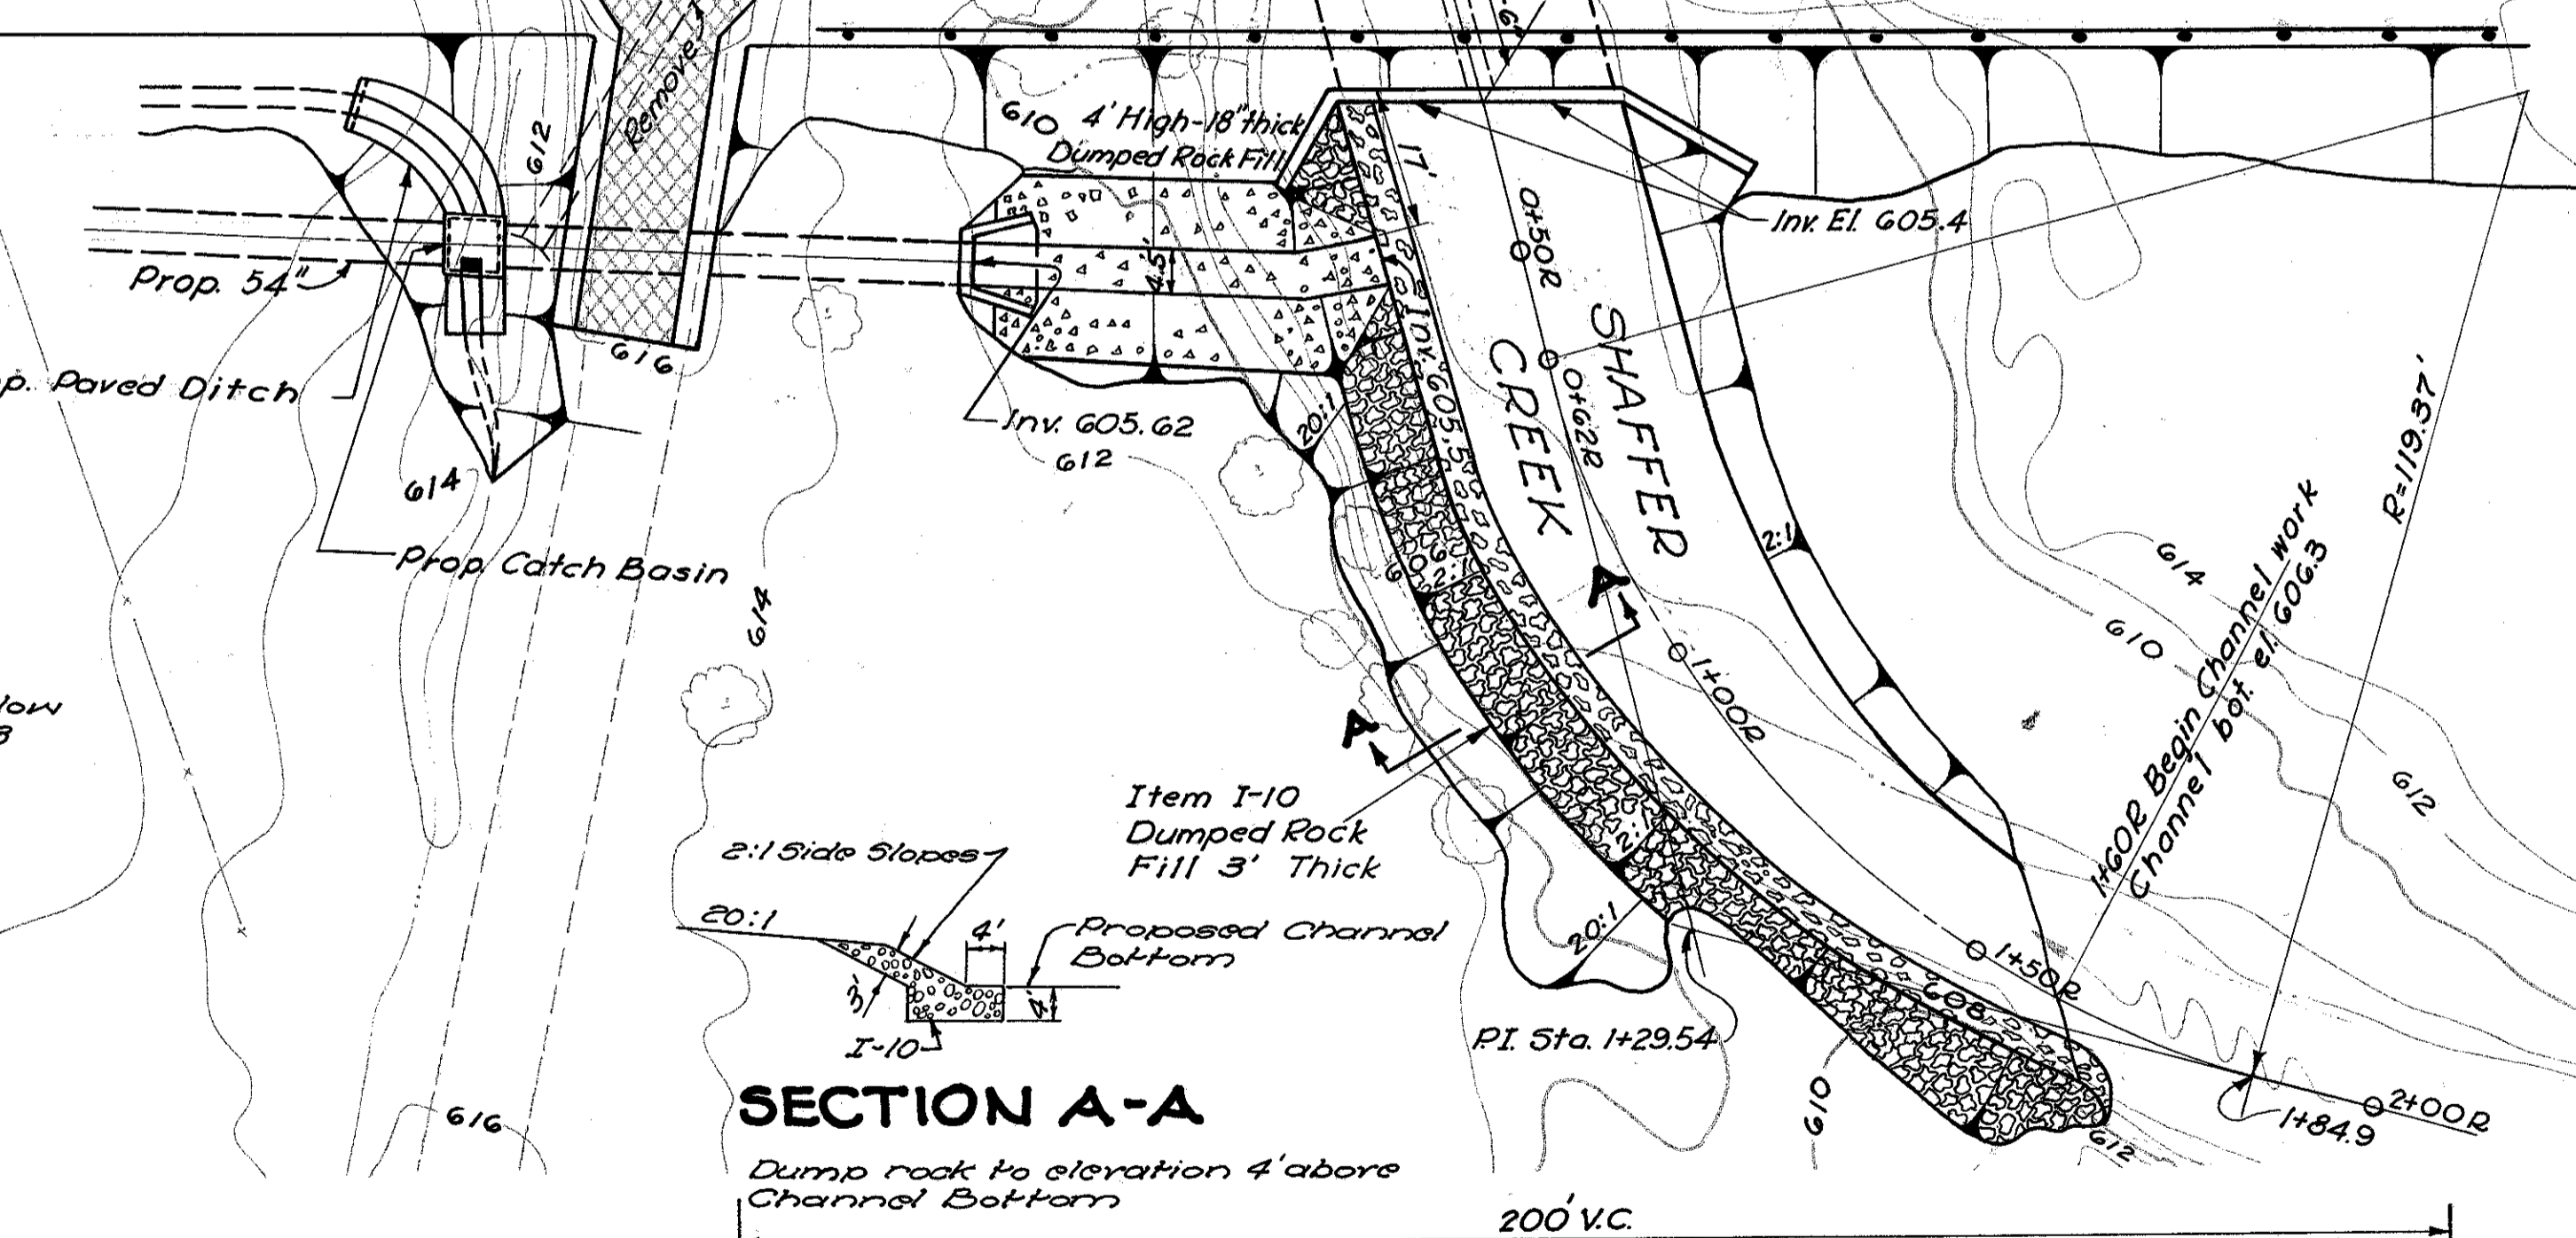 Remove
612
610
4' High-18" thick
Dumped Rock Fill
17'
0+50R
Inv. El. 605.4
Prop. 54"
4.5'
616
Inv. 605.5
SHAFFER
CREEK
0+62R
R=119.37'
Paved Ditch
Inv. 605.62
20:1
612
614
2:1
Prop. Catch Basin
614
A
1+00R
614
610
612
1+60R Begin Channel work
Channel bot. el. 606.3
A
Item I-10
Dumped Rock
Fill 3' Thick
2:1
2:1 Side Slopes
20:1
4'
Proposed Channel
Bottom
3'
4'
I-10
20:1
1+50R
608
P.I. Sta. 1+29.54
610
616
SECTION A-A
Dump rock to elevation 4' above
Channel Bottom
612
1+84.9
2+00R
200' V.C.